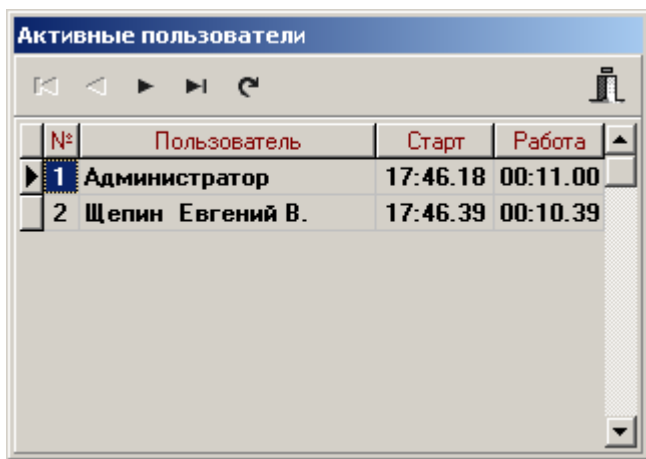 Активные пользователи
№ Пользователь Старт Работа
1 Администратор 17:46.18 00:11.00
2 Щепин Евгений В. 17:46.39 00:10.39